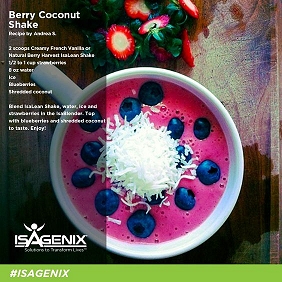 Berry Coconut
Shake
Recipe by Andrea S.
2 scoops Creamy French Vanilla or
Natural Berry Harvest IsaLean Shake
1/2 to 1 cup strawberries
8 oz water
Ice
Blueberries
Shredded coconut
Blend IsaLean Shake, water, ice and
strawberries in the IsaBlender. Top
with blueberries and shredded coconut
to taste. Enjoy!
ISAGENIX
Solutions to Transform Lives™
#ISAGENIX